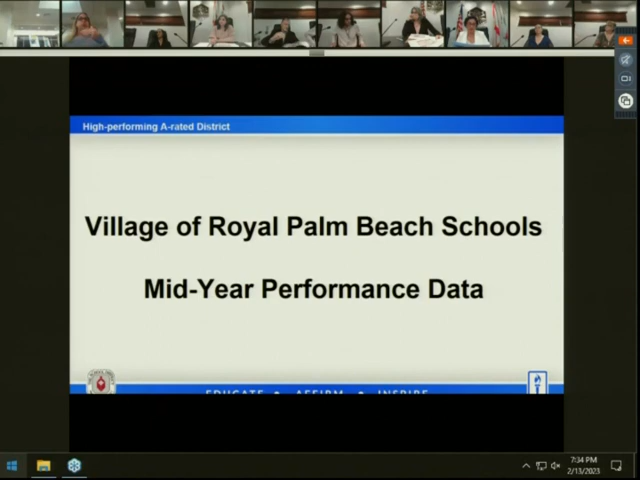 High-performing A-rated District
Village of Royal Palm Beach Schools
Mid-Year Performance Data
EDUCATE • AFFIRM • INSPIRE
7:34 PM
2/13/2023